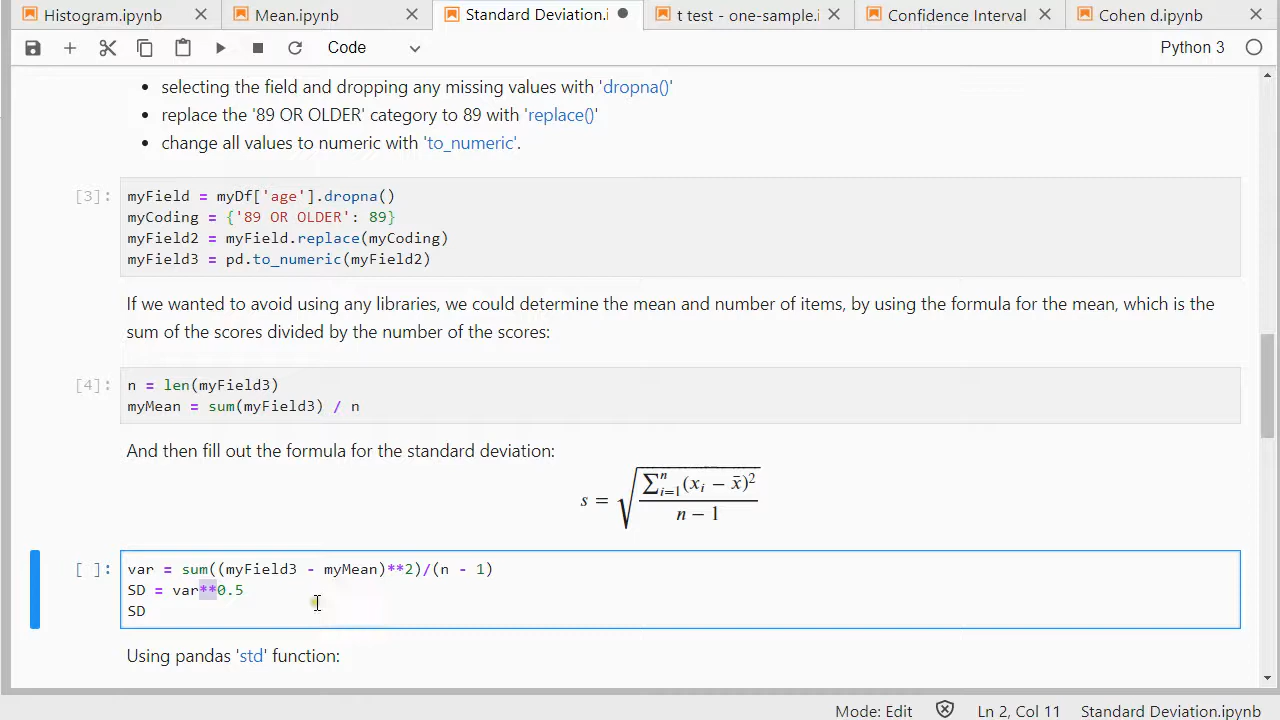 Histogram.ipynb
Mean.ipynb
Standard Deviation.i
t test - one-sample.i
Confidence Interval
Cohen d.ipynb
Code
Python 3
selecting the field and dropping any missing values with 'dropna()'
replace the '89 OR OLDER' category to 89 with 'replace()'
change all values to numeric with 'to_numeric'.
[3]:
myField = myDf['age'].dropna()
myCoding = {'89 OR OLDER': 89}
myField2 = myField.replace(myCoding)
myField3 = pd.to_numeric(myField2)
If we wanted to avoid using any libraries, we could determine the mean and number of items, by using the formula for the mean, which is the
sum of the scores divided by the number of the scores:
[4]:
n = len(myField3)
myMean = sum(myField3) / n
And then fill out the formula for the standard deviation:
s = √(∑ⁿᵢ₌₁(xᵢ − x̄)² / (n − 1))
[ ]:
var = sum((myField3 - myMean)**2)/(n - 1)
SD = var**0.5
SD
Using pandas 'std' function:
Mode: Edit
Ln 2, Col 11
Standard Deviation.ipynb